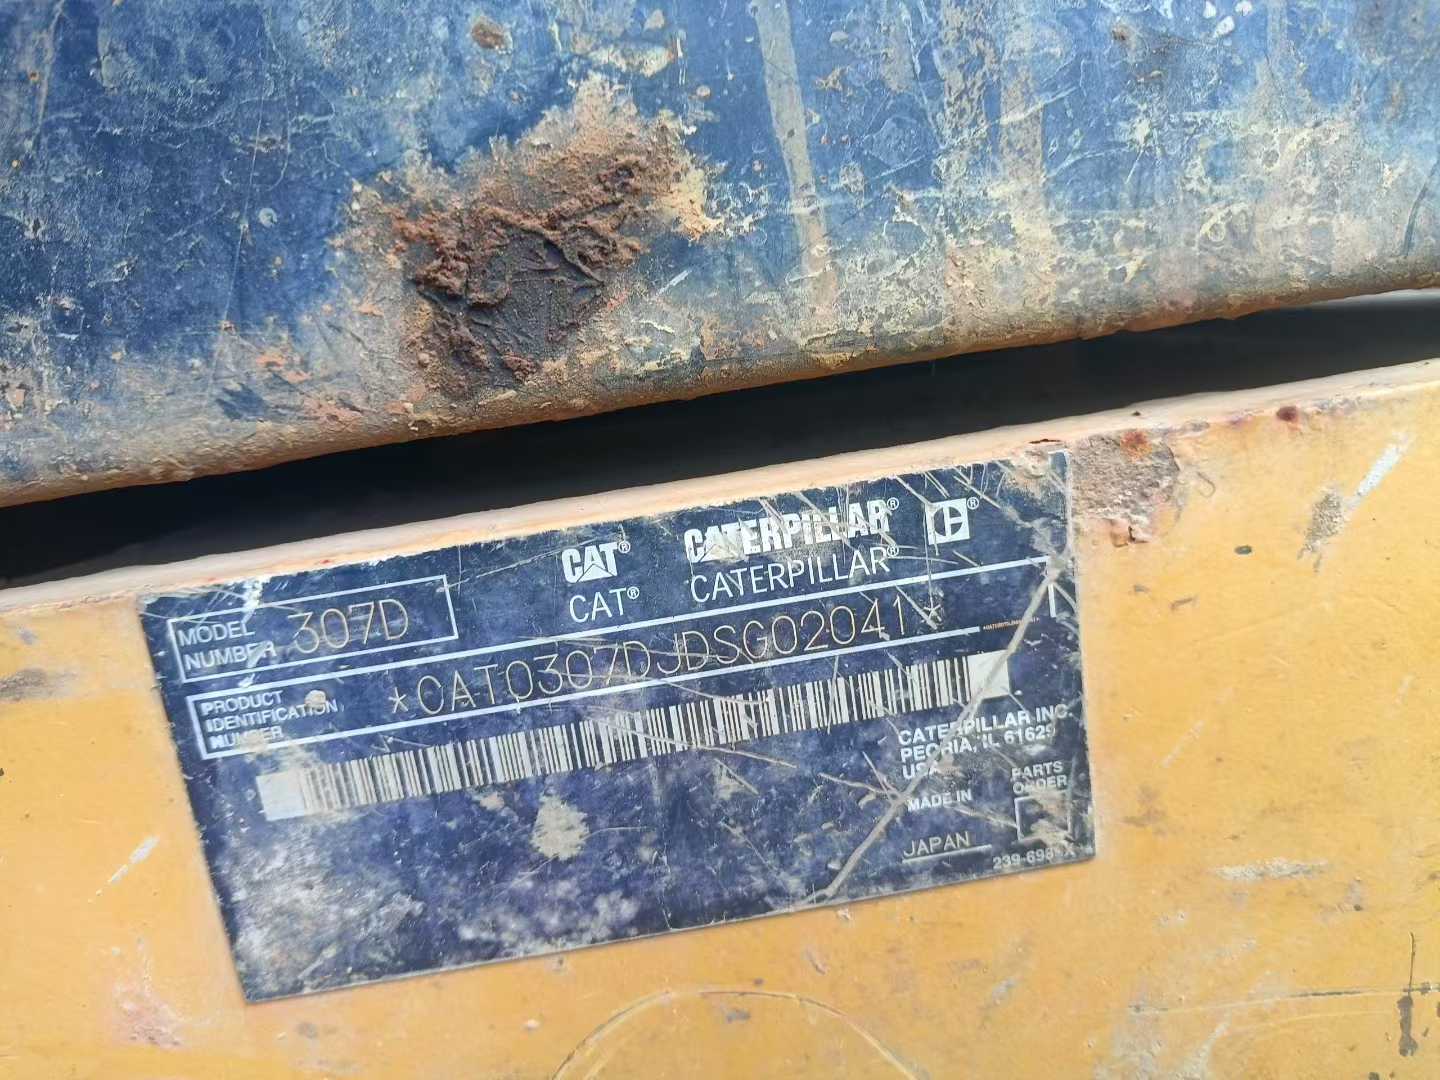 CAT® CATERPILLAR®
CAT® CATERPILLAR®
MODEL NUMBER 307D
PRODUCT IDENTIFICATION NUMBER *CAT0307DJDSG02041*
CATERPILLAR INC.
PEORIA, IL 61629
USA
MADE IN
JAPAN
PARTS ORDER